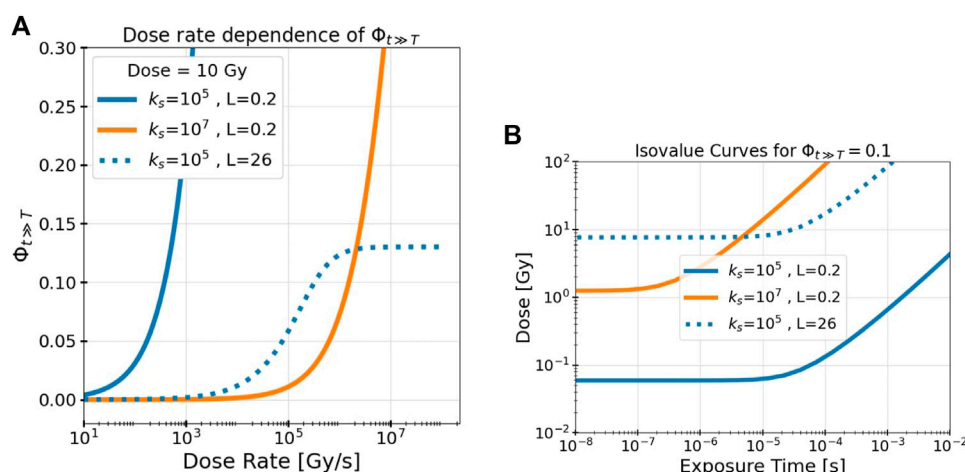 A
Dose rate dependence of Φt≫T
0.30
0.25
0.20
0.15
0.10
0.05
0.00
Φt≫T
Dose = 10 Gy
ks=10^5 , L=0.2
ks=10^7 , L=0.2
ks=10^5 , L=26
10^1
10^3
10^5
10^7
Dose Rate [Gy/s]
B
Isovalue Curves for Φt≫T = 0.1
10^2
10^1
10^0
10^−1
10^−2
Dose [Gy]
ks=10^5 , L=0.2
ks=10^7 , L=0.2
ks=10^5 , L=26
10^−8
10^−7
10^−6
10^−5
10^−4
10^−3
10^−2
Exposure Time [s]